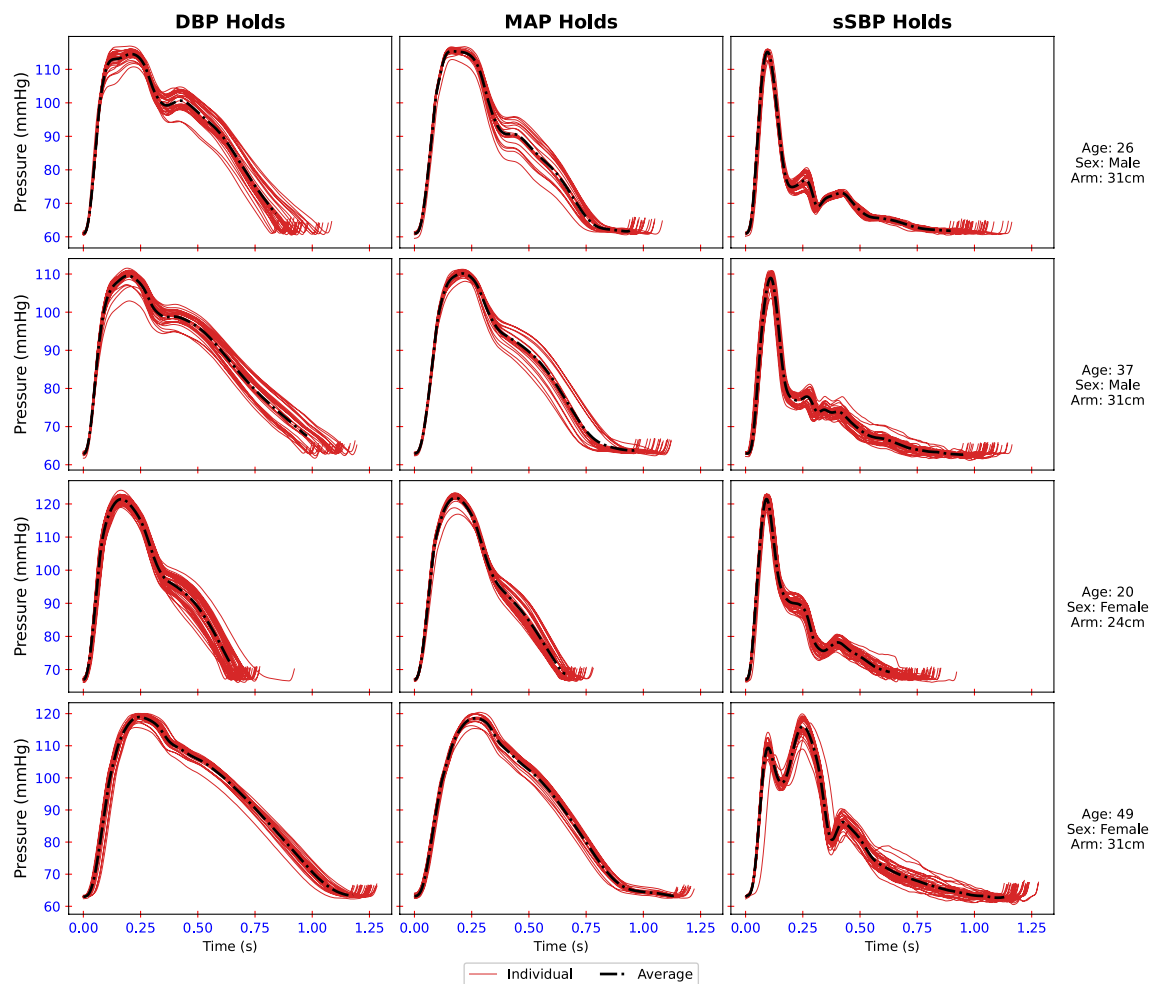 DBP Holds MAP Holds sSBP Holds
Pressure (mmHg)
110
100
90
80
70
60
Age: 26
Sex: Male
Arm: 31cm
Pressure (mmHg)
110
100
90
80
70
60
Age: 37
Sex: Male
Arm: 31cm
Pressure (mmHg)
120
110
100
90
80
70
Age: 20
Sex: Female
Arm: 24cm
Pressure (mmHg)
120
110
100
90
80
70
60
Age: 49
Sex: Female
Arm: 31cm
0.00 0.25 0.50 0.75 1.00 1.25 0.00 0.25 0.50 0.75 1.00 1.25 0.00 0.25 0.50 0.75 1.00 1.25
Time (s) Time (s) Time (s)
Individual Average